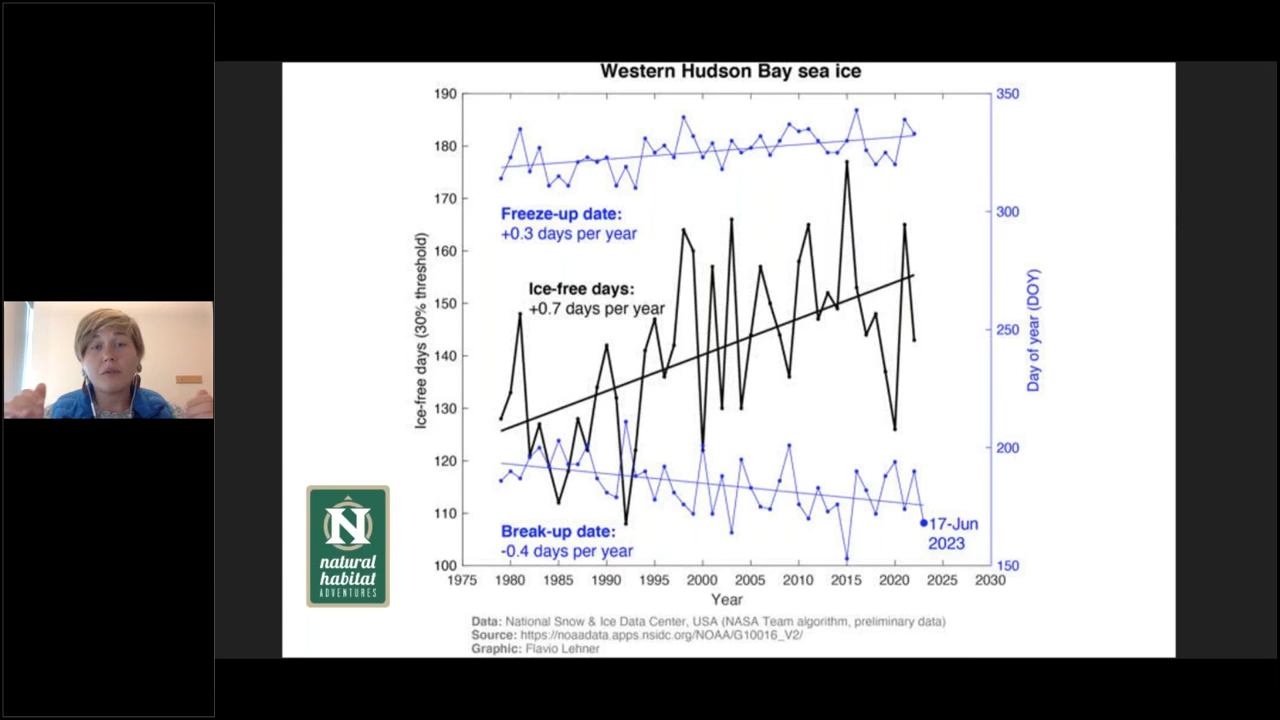 Western Hudson Bay sea ice
190
180
170
160
150
140
130
120
110
100
Ice-free days (30% threshold)
350
300
250
200
150
Day of year (DOY)
Freeze-up date:
+0.3 days per year
Ice-free days:
+0.7 days per year
Break-up date:
-0.4 days per year
17-Jun
2023
1975 1980 1985 1990 1995 2000 2005 2010 2015 2020 2025 2030
Year
N
natural
habitat
ADVENTURES
Data: National Snow & Ice Data Center, USA (NASA Team algorithm, preliminary data)
Source: https://noaadata.apps.nsidc.org/NOAA/G10016_V2/
Graphic: Flavio Lehner